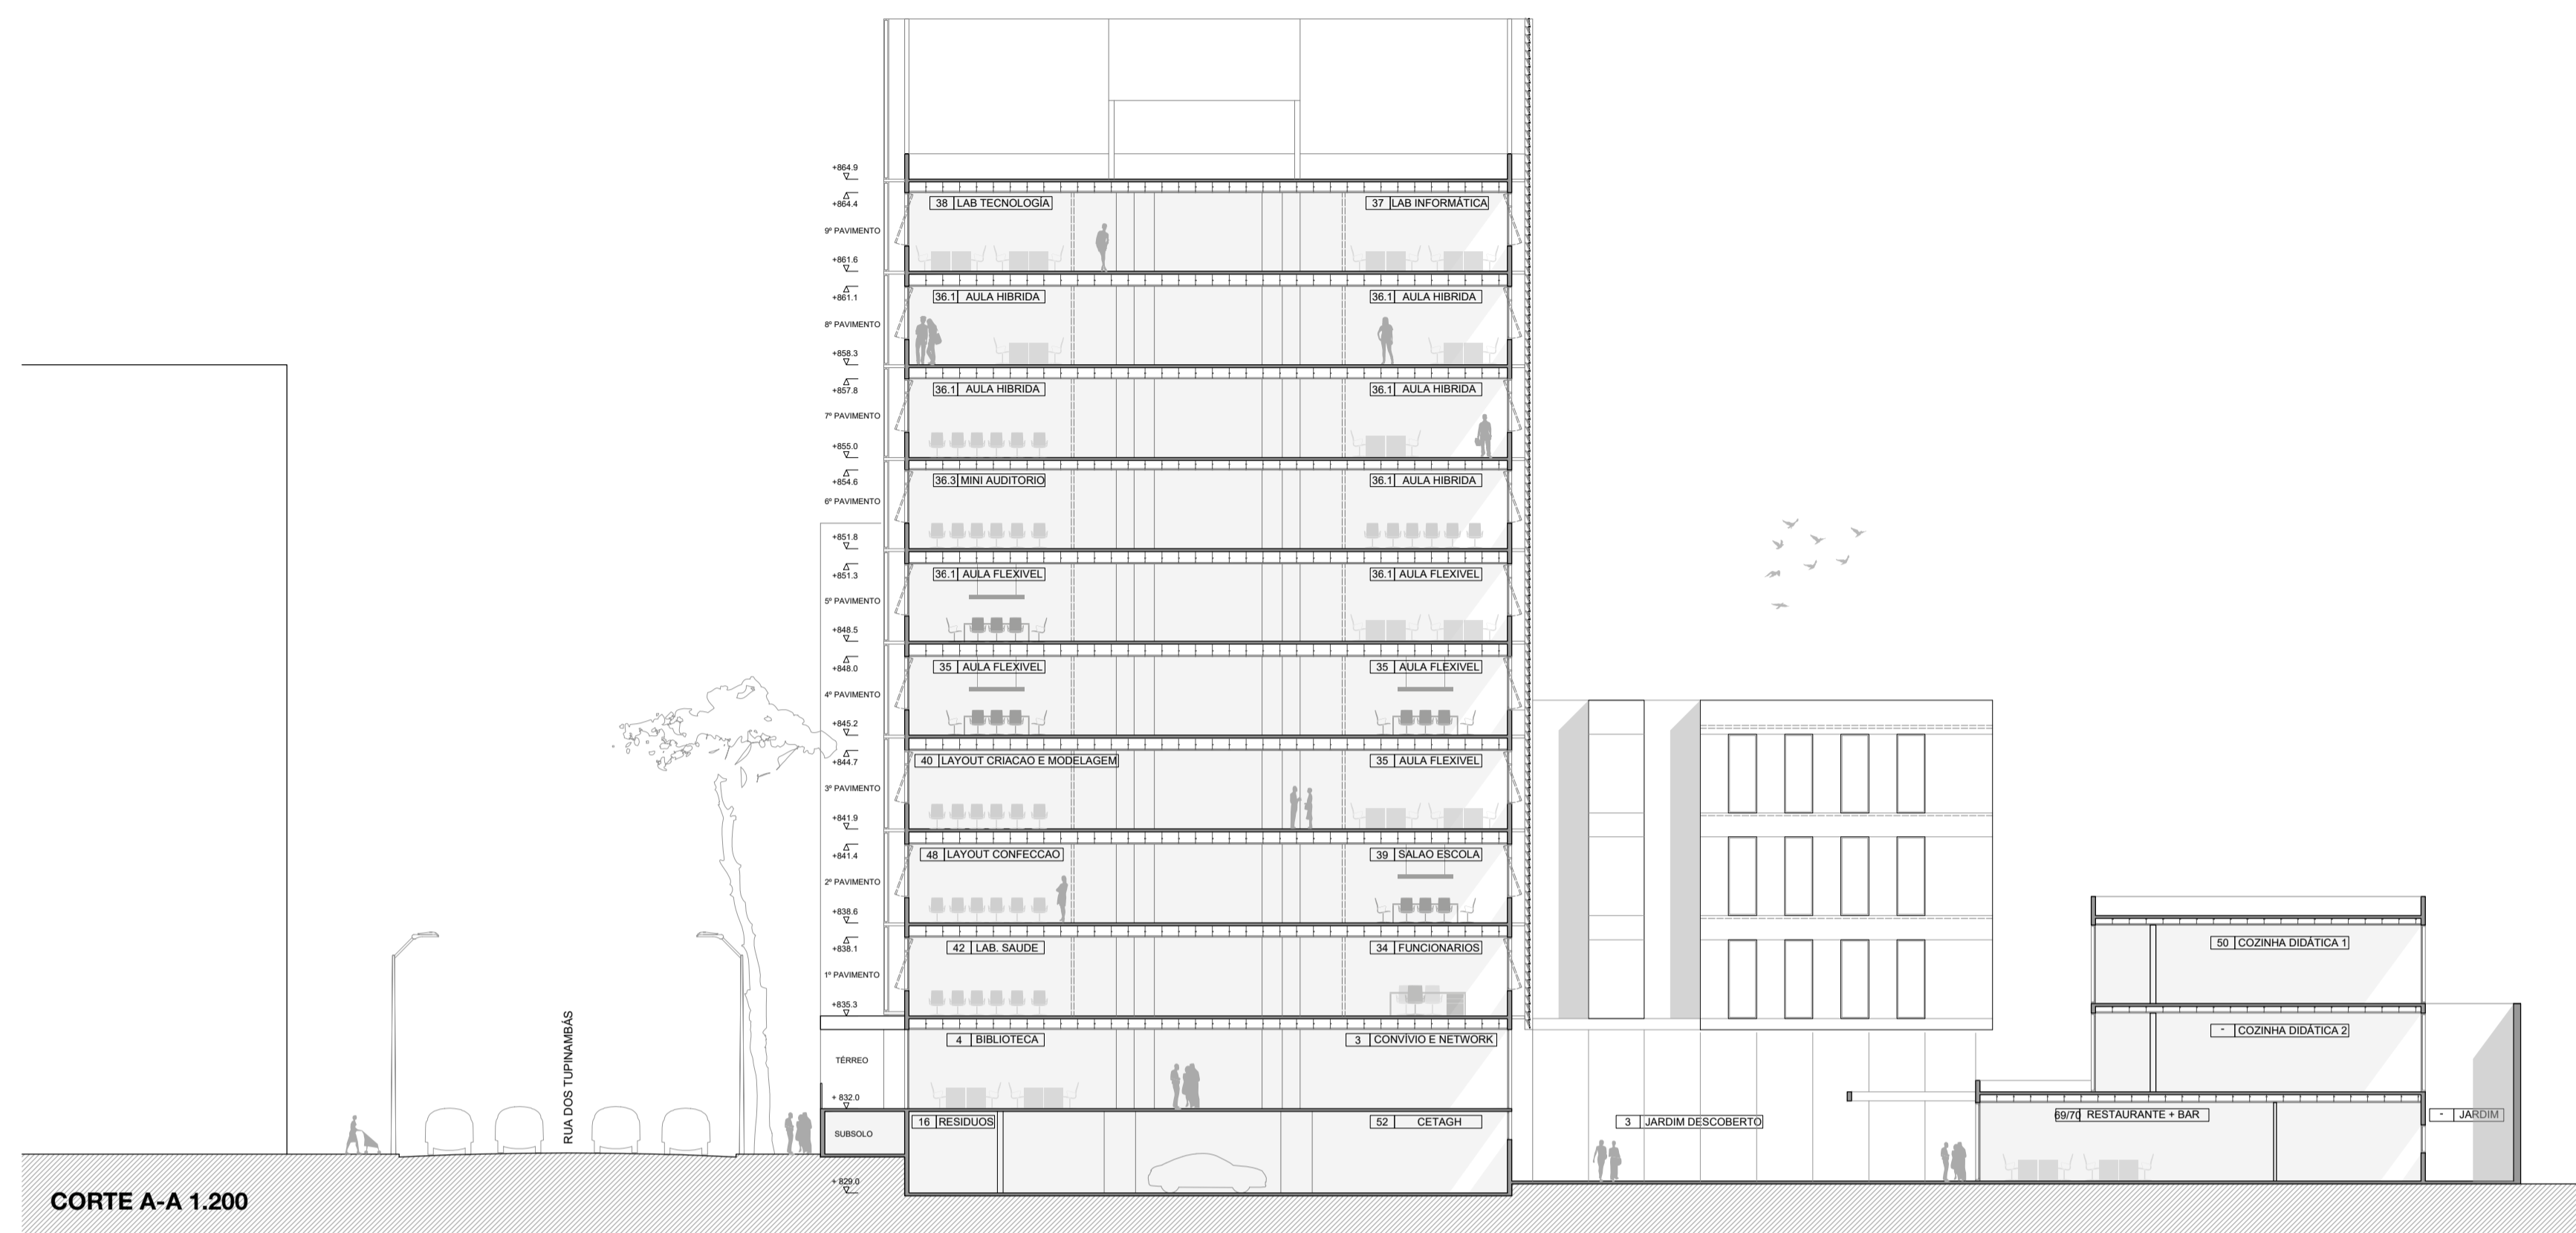 +864.9
+864.4
38 LAB TECNOLOGÍA
37 LAB INFORMÁTICA
9º PAVIMENTO
+861.6
+861.1
36.1 AULA HIBRIDA
36.1 AULA HIBRIDA
8º PAVIMENTO
+858.3
+857.8
36.1 AULA HIBRIDA
36.1 AULA HIBRIDA
7º PAVIMENTO
+855.0
+854.6
36.3 MINI AUDITORIO
36.1 AULA HIBRIDA
6º PAVIMENTO
+851.8
+851.3
36.1 AULA FLEXIVEL
36.1 AULA FLEXIVEL
5º PAVIMENTO
+848.5
+848.0
35 AULA FLEXIVEL
35 AULA FLEXIVEL
4º PAVIMENTO
+845.2
+844.7
40 LAYOUT CRIACAO E MODELAGEM
35 AULA FLEXIVEL
3º PAVIMENTO
+841.9
+841.4
48 LAYOUT CONFECCAO
39 SALAO ESCOLA
2º PAVIMENTO
+838.6
+838.1
42 LAB. SAUDE
34 FUNCIONARIOS
1º PAVIMENTO
+835.3
4 BIBLIOTECA
3 CONVÍVIO E NETWORK
TÉRREO
+ 832.0
16 RESIDUOS
52 CETAGH
SUBSOLO
+ 829.0
RUA DOS TUPINAMBÁS
50 COZINHA DIDÁTICA 1
- COZINHA DIDÁTICA 2
3 JARDIM DESCOBERTO
69/70 RESTAURANTE + BAR
- JARDIM
CORTE A-A 1.200